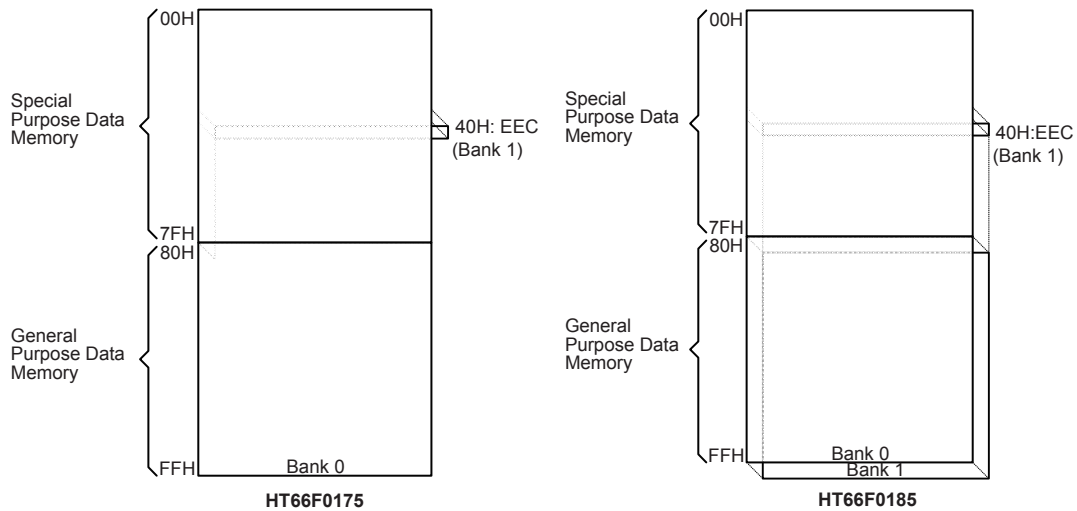 00H
Special
Purpose Data
Memory
40H: EEC
(Bank 1)
7FH
80H
General
Purpose Data
Memory
FFH
Bank 0
HT66F0175
00H
Special
Purpose Data
Memory
40H:EEC
(Bank 1)
7FH
80H
General
Purpose Data
Memory
FFH
Bank 0
Bank 1
HT66F0185